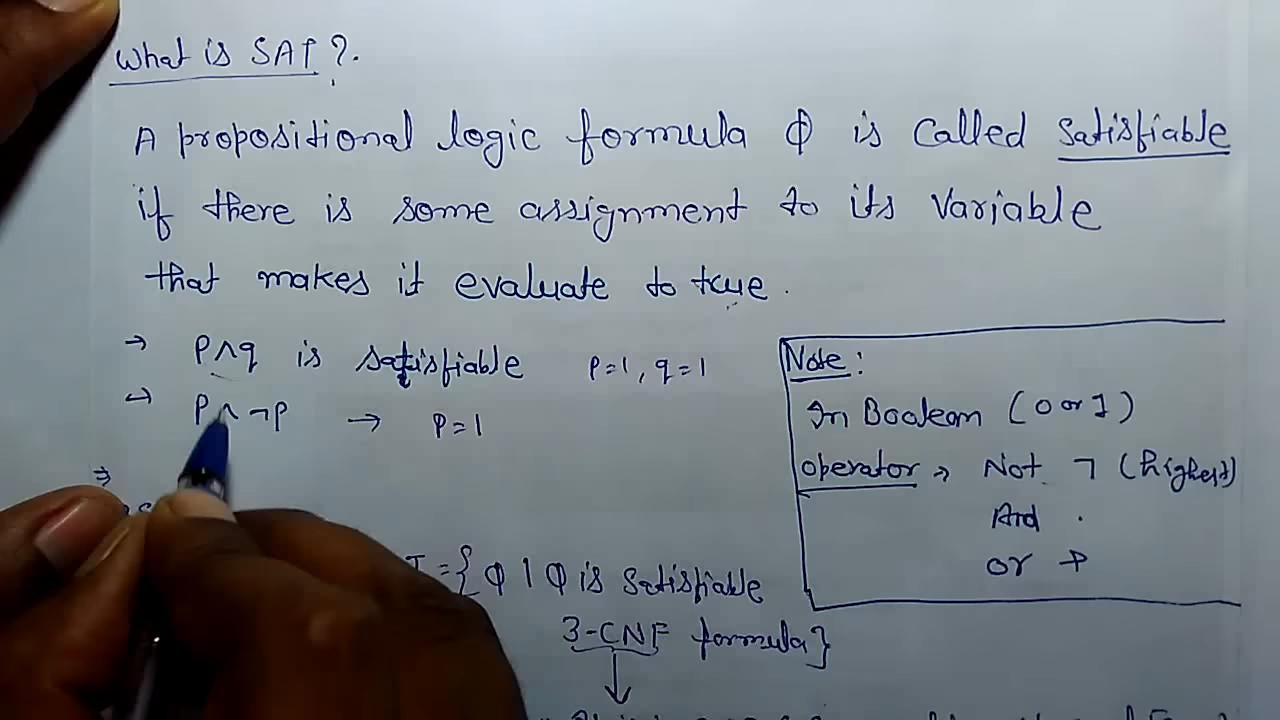 What is SAT ?.
A propositional logic formula φ is called satisfiable
if there is some assignment to its variable
that makes it evaluate to true.
→ p∧q is satisfiable p=1, q=1
→ p∧¬p → p=1
⇒
={φ | φ is satisfiable
3-CNF formula}
Note:
In Boolean (0 or 1)
operator → Not ¬ (highest)
And .
or +